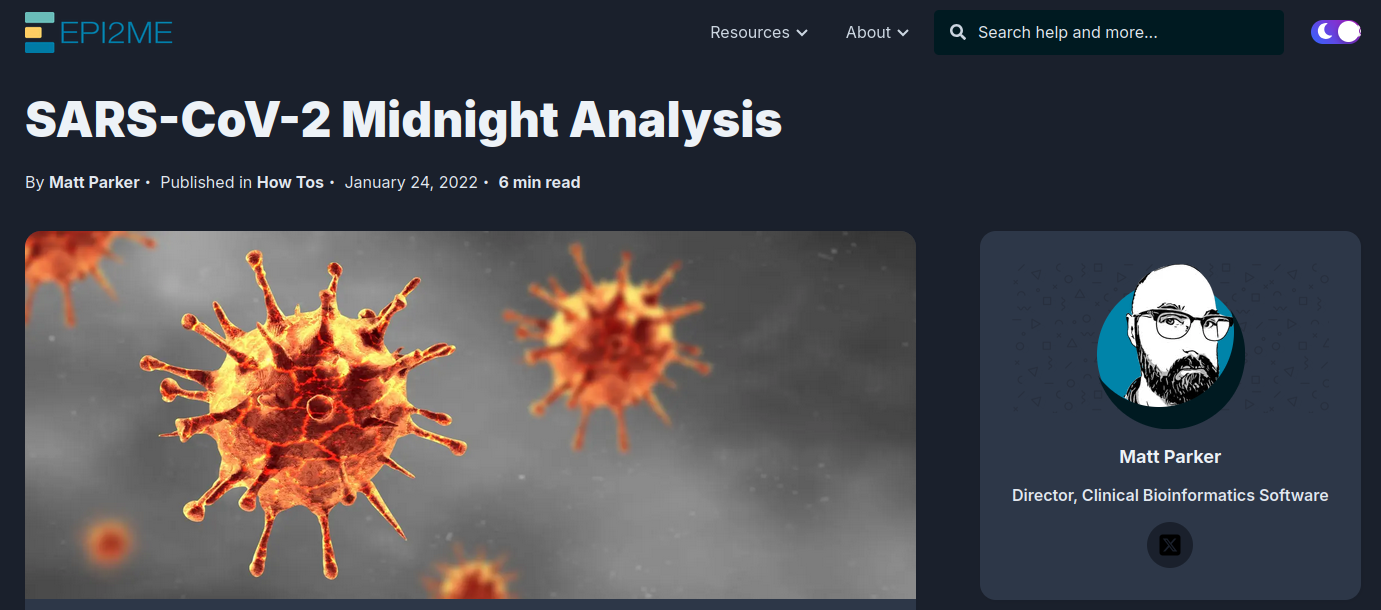 EPI2ME
Resources
About
Search help and more...
SARS-CoV-2 Midnight Analysis
By Matt Parker · Published in How Tos · January 24, 2022 · 6 min read
Matt Parker
Director, Clinical Bioinformatics Software